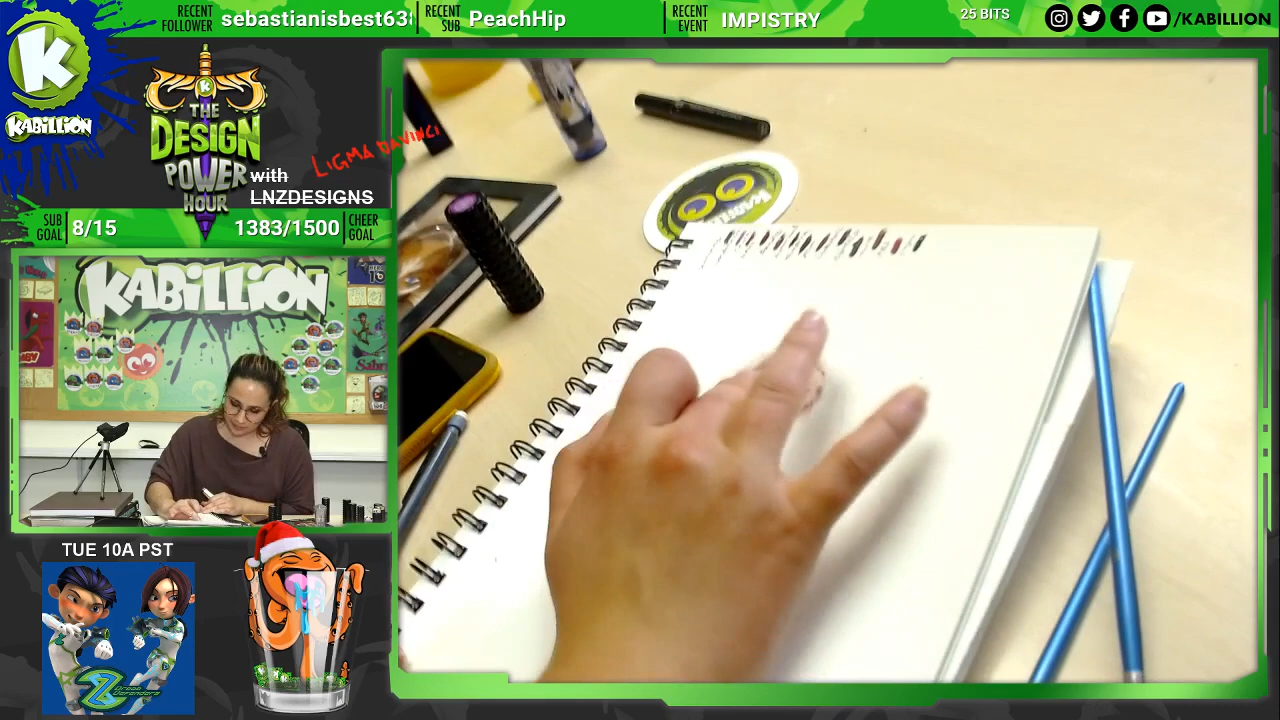 RECENT FOLLOWER sebastianisbest63
RECENT SUB PeachHip
RECENT EVENT IMPISTRY
25 BITS
/KABILLION
K
KABILLION
THE DESIGN POWER HOUR
LIGMA DAVINCI
with
LNZDESIGNS
SUB GOAL 8/15
1383/1500 CHEER GOAL
KABILLION
KABILLION
TUE 10A PST